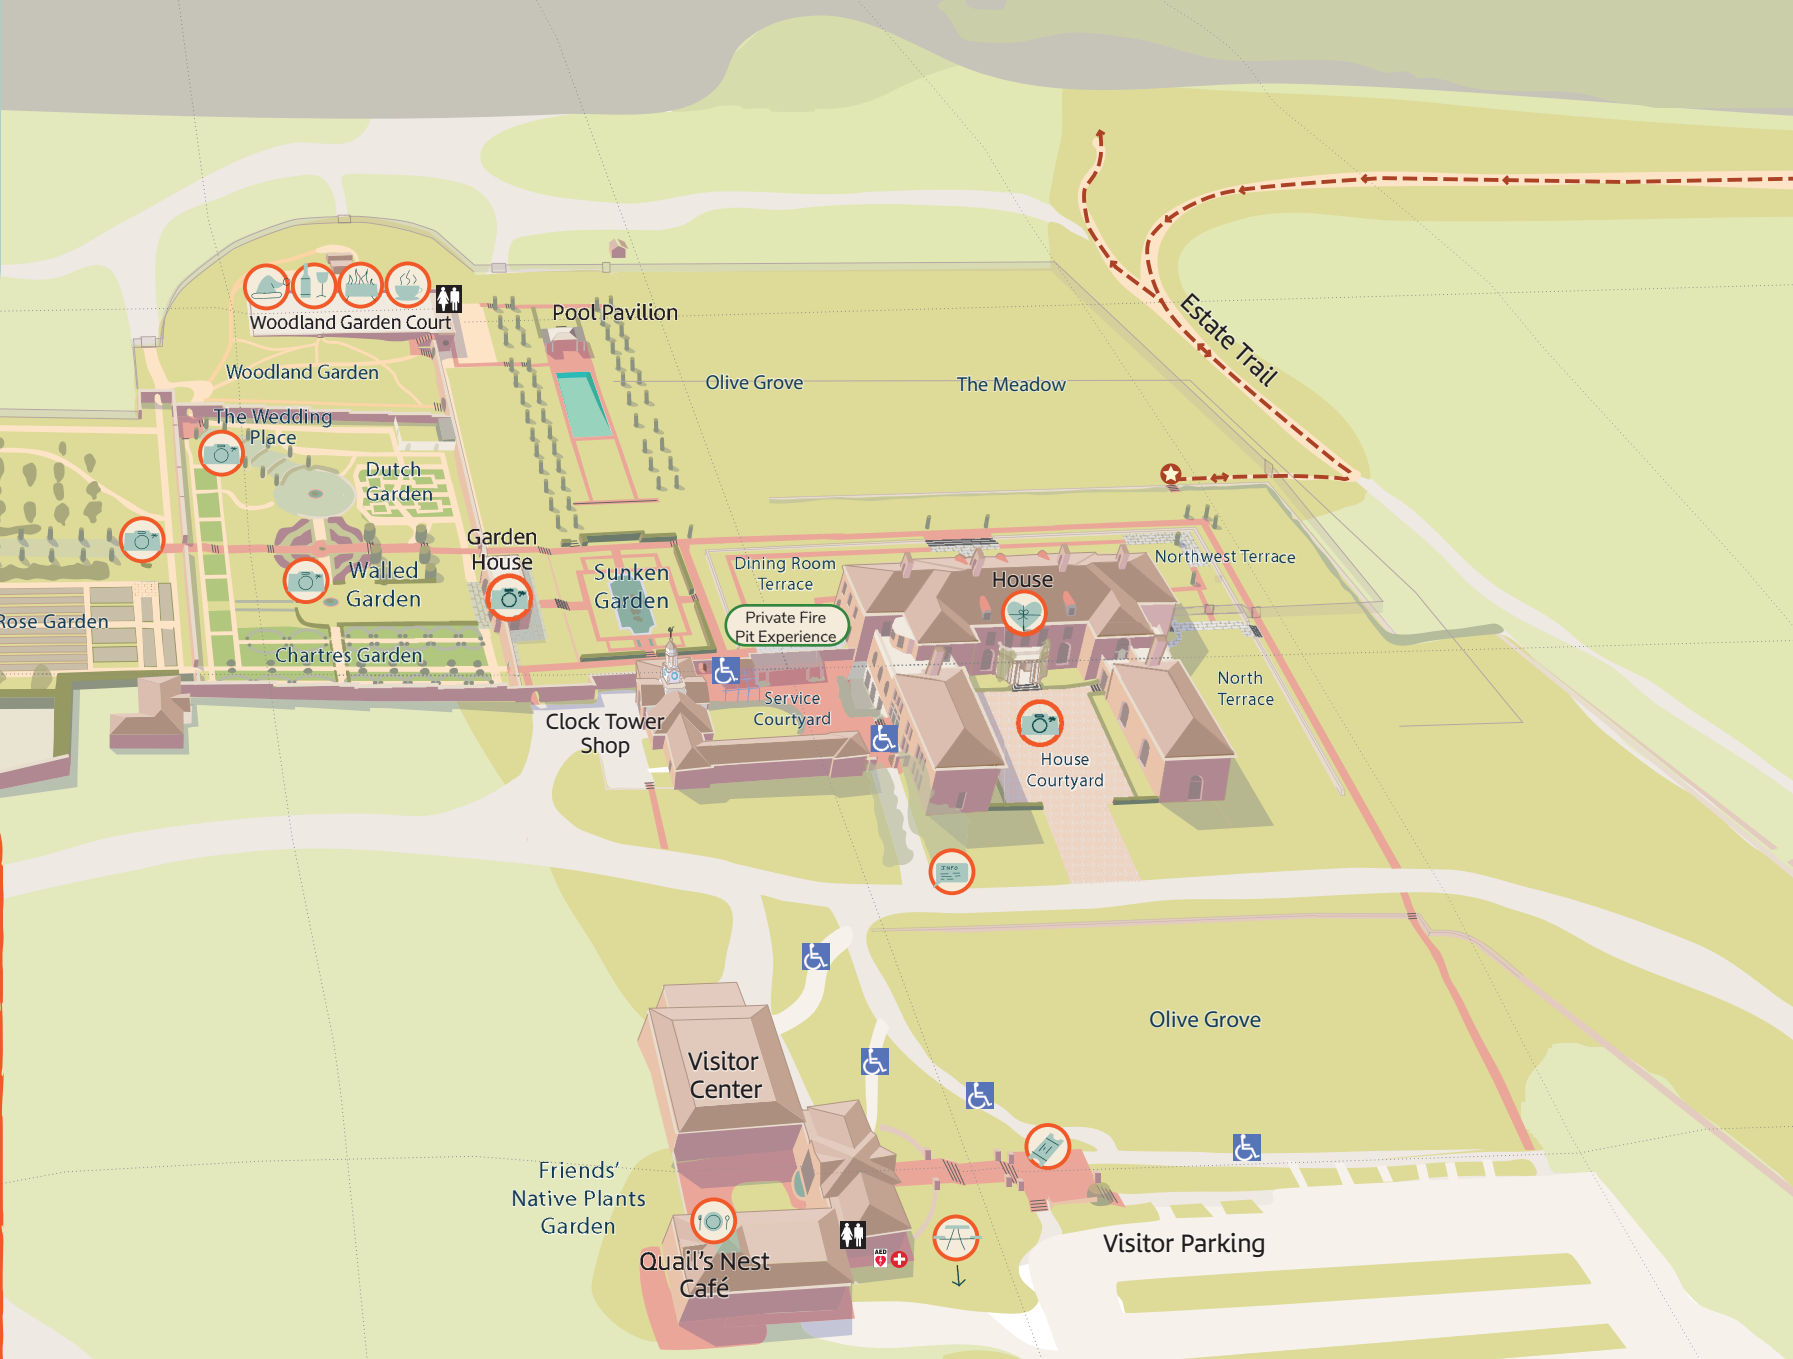 Woodland Garden Court
Pool Pavilion
Woodland Garden
Olive Grove
The Meadow
Estate Trail
The Wedding
Place
Dutch
Garden
Garden
House
Walled
Garden
Sunken
Garden
Dining Room
Terrace
House
Northwest Terrace
Private Fire
Pit Experience
Rose Garden
Chartres Garden
Clock Tower
Shop
Service
Courtyard
House
Courtyard
North
Terrace
INFO
Olive Grove
Visitor
Center
Friends'
Native Plants
Garden
Quail's Nest
Café
AED
Visitor Parking